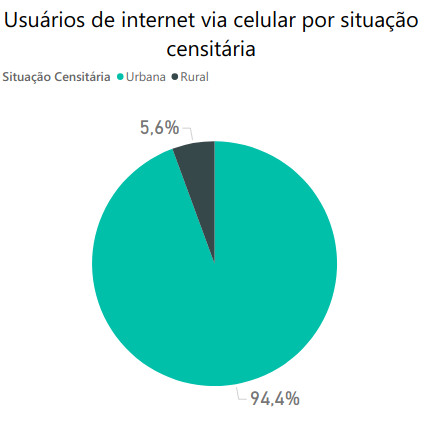 Usuários de internet via celular por situação
censitária
Situação Censitária Urbana Rural
5,6%
94,4%